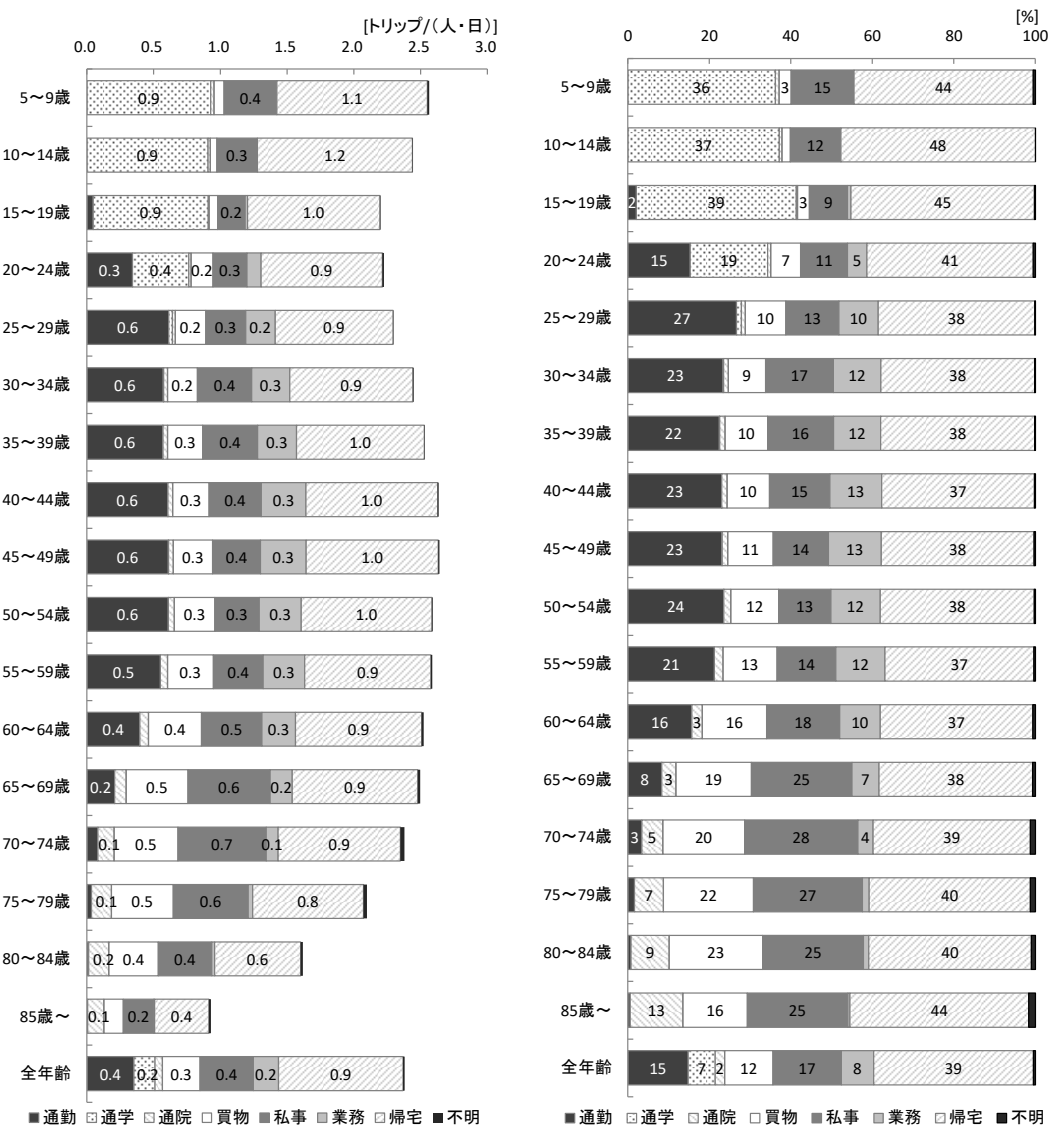 [トリップ/(人・日)]
0.0 0.5 1.0 1.5 2.0 2.5 3.0
5～9歳 0.9 0.4 1.1
10～14歳 0.9 0.3 1.2
15～19歳 0.9 0.2 1.0
20～24歳 0.3 0.4 0.2 0.3 0.9
25～29歳 0.6 0.2 0.3 0.2 0.9
30～34歳 0.6 0.2 0.4 0.3 0.9
35～39歳 0.6 0.3 0.4 0.3 1.0
40～44歳 0.6 0.3 0.4 0.3 1.0
45～49歳 0.6 0.3 0.4 0.3 1.0
50～54歳 0.6 0.3 0.3 0.3 1.0
55～59歳 0.5 0.3 0.4 0.3 0.9
60～64歳 0.4 0.4 0.5 0.3 0.9
65～69歳 0.2 0.5 0.6 0.2 0.9
70～74歳 0.1 0.5 0.7 0.1 0.9
75～79歳 0.1 0.5 0.6 0.8
80～84歳 0.2 0.4 0.4 0.6
85歳～ 0.1 0.2 0.4
全年齢 0.4 0.2 0.3 0.4 0.2 0.9
通勤 通学 通院 買物 私事 業務 帰宅 不明
[%]
0 20 40 60 80 100
5～9歳 36 3 15 44
10～14歳 37 12 48
15～19歳 2 39 3 9 45
20～24歳 15 19 7 11 5 41
25～29歳 27 10 13 10 38
30～34歳 23 9 17 12 38
35～39歳 22 10 16 12 38
40～44歳 23 10 15 13 37
45～49歳 23 11 14 13 38
50～54歳 24 12 13 12 38
55～59歳 21 13 14 12 37
60～64歳 16 3 16 18 10 37
65～69歳 8 3 19 25 7 38
70～74歳 3 5 20 28 4 39
75～79歳 7 22 27 40
80～84歳 9 23 25 40
85歳～ 13 16 25 44
全年齢 15 7 2 12 17 8 39
通勤 通学 通院 買物 私事 業務 帰宅 不明